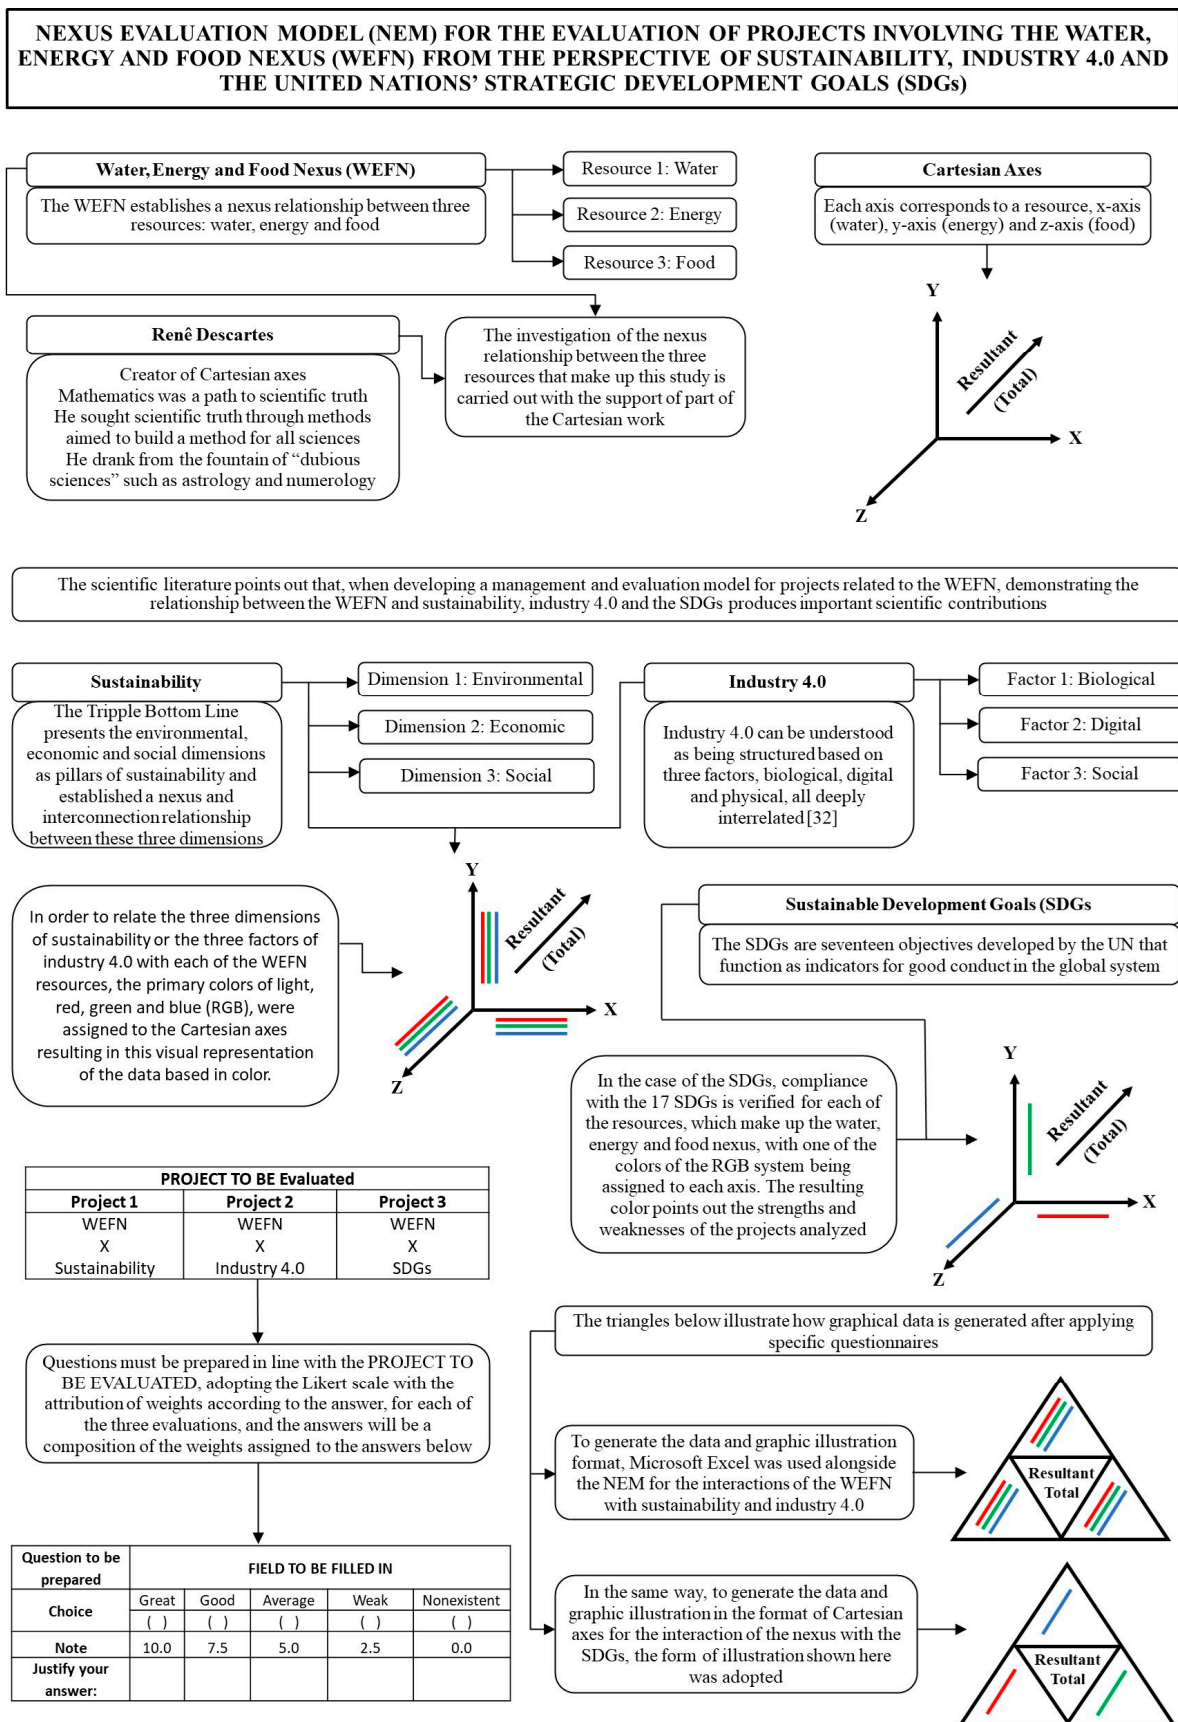 NEXUS EVALUATION MODEL (NEM) FOR THE EVALUATION OF PROJECTS INVOLVING THE WATER,
ENERGY AND FOOD NEXUS (WEFN) FROM THE PERSPECTIVE OF SUSTAINABILITY, INDUSTRY 4.0 AND
THE UNITED NATIONS' STRATEGIC DEVELOPMENT GOALS (SDGs)
Water, Energy and Food Nexus (WEFN)
The WEFN establishes a nexus relationship between three
resources: water, energy and food
Resource 1: Water
Resource 2: Energy
Resource 3: Food
Cartesian Axes
Each axis corresponds to a resource, x-axis
(water), y-axis (energy) and z-axis (food)
Y
Resultant
(Total)
X
Z
Renê Descartes
Creator of Cartesian axes
Mathematics was a path to scientific truth
He sought scientific truth through methods
aimed to build a method for all sciences
He drank from the fountain of “dubious
sciences” such as astrology and numerology
The investigation of the nexus
relationship between the three
resources that make up this study is
carried out with the support of part of
the Cartesian work
The scientific literature points out that, when developing a management and evaluation model for projects related to the WEFN, demonstrating the
relationship between the WEFN and sustainability, industry 4.0 and the SDGs produces important scientific contributions
Sustainability
The Tripple Bottom Line
presents the environmental,
economic and social dimensions
as pillars of sustainability and
established a nexus and
interconnection relationship
between these three dimensions
Dimension 1: Environmental
Dimension 2: Economic
Dimension 3: Social
Industry 4.0
Industry 4.0 can be understood
as being structured based on
three factors, biological, digital
and physical, all deeply
interrelated [32]
Factor 1: Biological
Factor 2: Digital
Factor 3: Social
In order to relate the three dimensions
of sustainability or the three factors of
industry 4.0 with each of the WEFN
resources, the primary colors of light,
red, green and blue (RGB), were
assigned to the Cartesian axes
resulting in this visual representation
of the data based in color.
Y
Resultant
(Total)
X
Z
Sustainable Development Goals (SDGs
The SDGs are seventeen objectives developed by the UN that
function as indicators for good conduct in the global system
In the case of the SDGs, compliance
with the 17 SDGs is verified for each of
the resources, which make up the water,
energy and food nexus, with one of the
colors of the RGB system being
assigned to each axis. The resulting
color points out the strengths and
weaknesses of the projects analyzed
Y
Resultant
(Total)
X
Z
PROJECT TO BE Evaluated
Project 1 Project 2 Project 3
WEFN WEFN WEFN
X X X
Sustainability Industry 4.0 SDGs
Questions must be prepared in line with the PROJECT TO
BE EVALUATED, adopting the Likert scale with the
attribution of weights according to the answer, for each of
the three evaluations, and the answers will be a
composition of the weights assigned to the answers below
Question to be
prepared
FIELD TO BE FILLED IN
Choice
Great Good Average Weak Nonexistent
( ) ( ) ( ) ( ) ( )
Note 10.0 7.5 5.0 2.5 0.0
Justify your
answer:
The triangles below illustrate how graphical data is generated after applying
specific questionnaires
To generate the data and graphic illustration
format, Microsoft Excel was used alongside
the NEM for the interactions of the WEFN
with sustainability and industry 4.0
Resultant
Total
In the same way, to generate the data and
graphic illustration in the format of Cartesian
axes for the interaction of the nexus with the
SDGs, the form of illustration shown here
was adopted
Resultant
Total